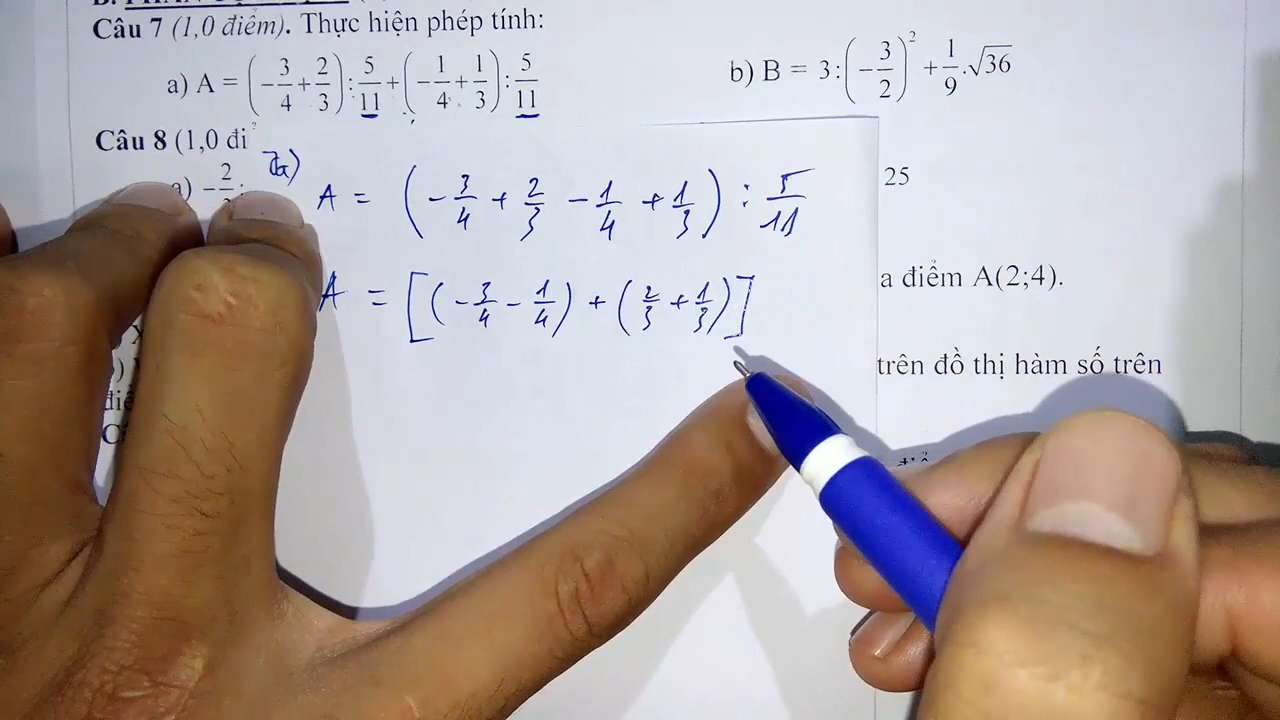 Câu 7 (1,0 điểm). Thực hiện phép tính:
a) A = (-3/4 + 2/3) : 5/11 + (-1/4 + 1/3) : 5/11
b) B = 3 : (-3/2)² + 1/9 . √36
Câu 8 (1,0 đi
a) -2/
7a)
A = (-3/4 + 2/3 - 1/4 + 1/3) : 5/11
25
A = [(-3/4 - 1/4) + (2/3 + 1/3)]
a điểm A(2;4).
trên đồ thị hàm số trên